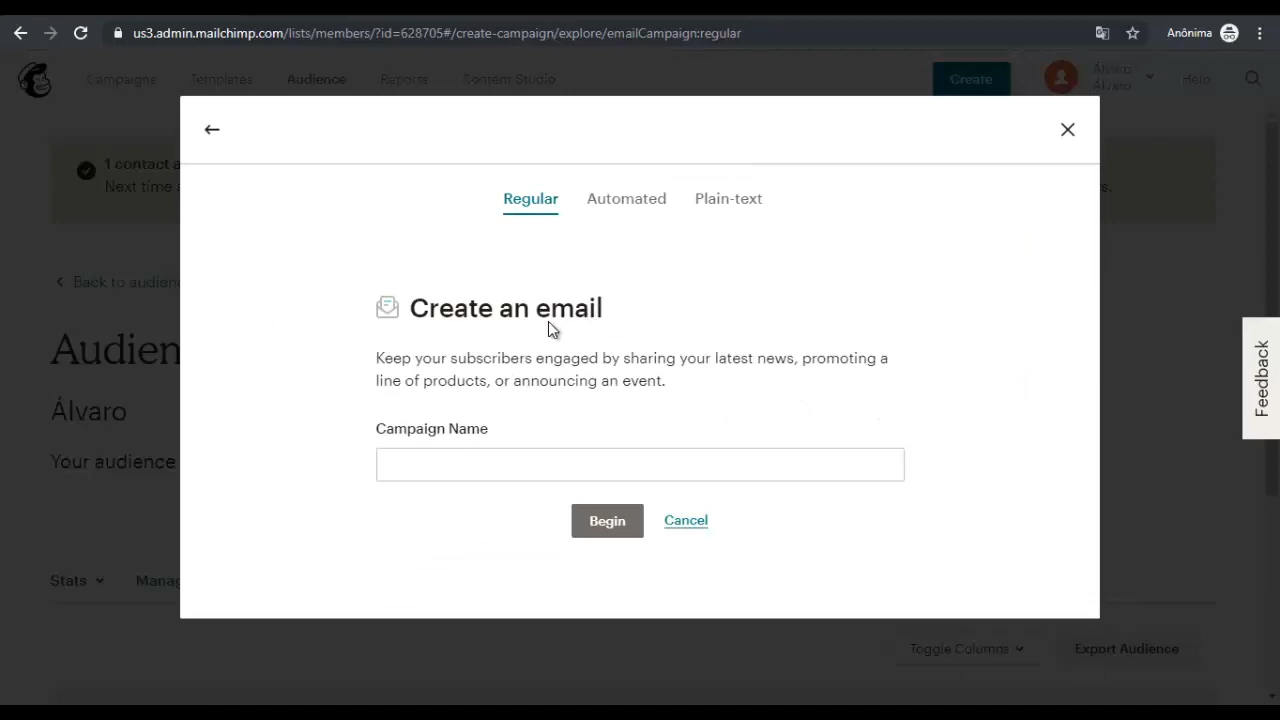 us3.admin.mailchimp.com/lists/members/?id=628705#/create-campaign/explore/emailCampaign:regular
Anônima
Campaigns Templates Audience Reports Content Studio
Create
Álvaro
Álvaro
Help
1 contact a
Next time a
rs.
Regular Automated Plain-text
Back to audienc
Create an email
Audien
Keep your subscribers engaged by sharing your latest news, promoting a
line of products, or announcing an event.
Álvaro
Campaign Name
Your audience
Begin Cancel
Stats Manag
Toggle Columns Export Audience
Feedback